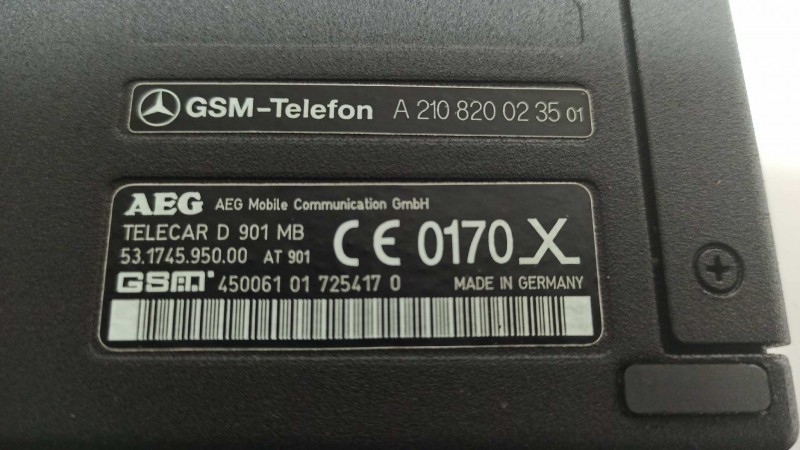 GSM-Telefon A 210 820 02 35 01
AEG AEG Mobile Communication GmbH
TELECAR D 901 MB
53.1745.950.00 AT 901
CE 0170 X
GSM 450061 01 725417 0 MADE IN GERMANY